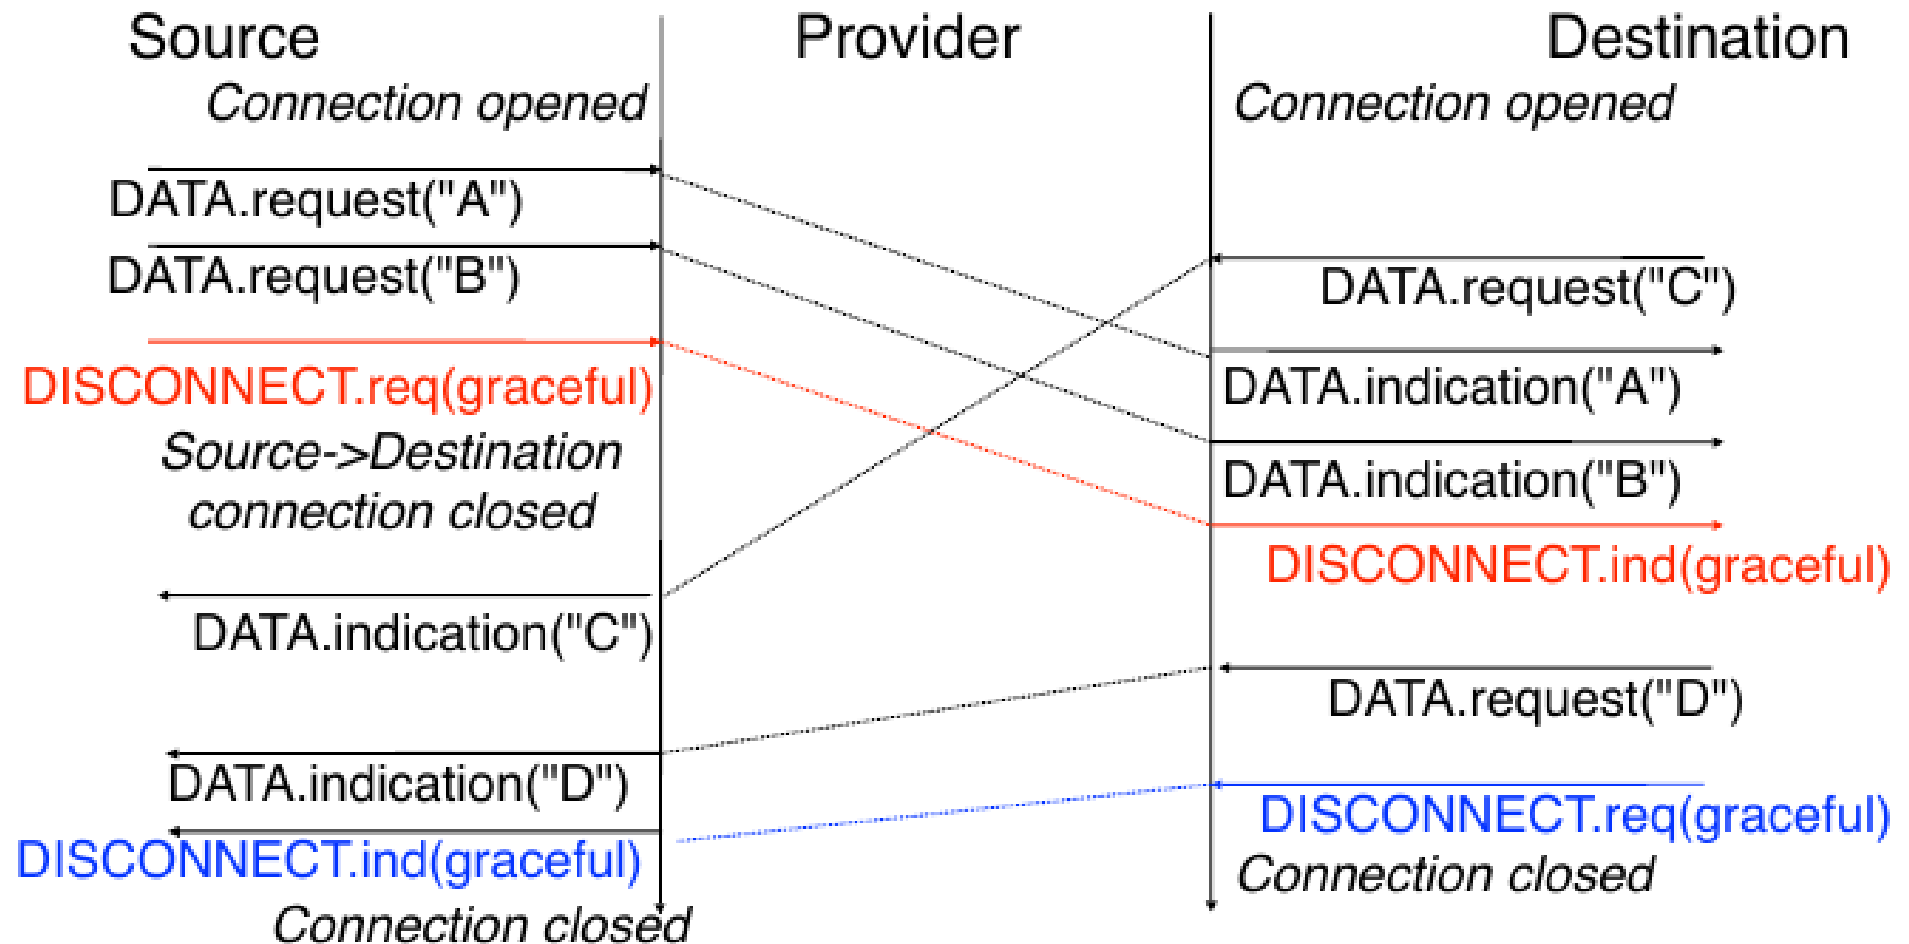 Source
Provider
Destination
Connection opened
Connection opened
DATA.request("A")
DATA.request("B")
DATA.request("C")
DISCONNECT.req(graceful)
DATA.indication("A")
Source->Destination
connection closed
DATA.indication("B")
DISCONNECT.ind(graceful)
DATA.indication("C")
DATA.request("D")
DATA.indication("D")
DISCONNECT.req(graceful)
DISCONNECT.ind(graceful)
Connection closed
Connection closed